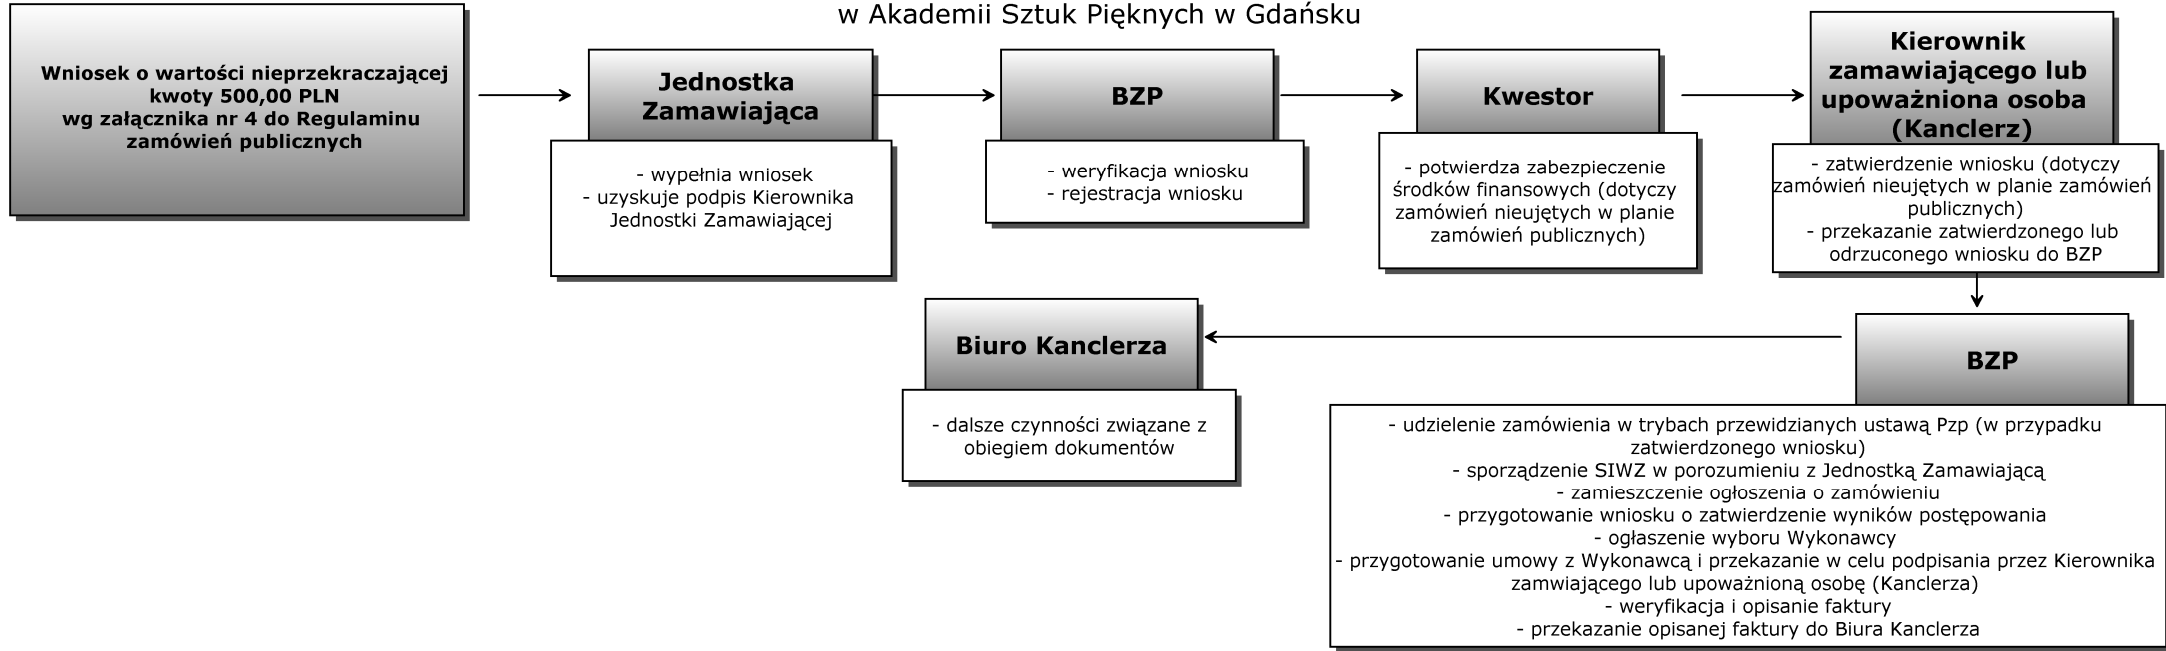 w Akademii Sztuk Pięknych w Gdańsku
Wniosek o wartości nieprzekraczającej
kwoty 500,00 PLN
wg załącznika nr 4 do Regulaminu
zamówień publicznych
Jednostka
Zamawiająca
- wypełnia wniosek
- uzyskuje podpis Kierownika
Jednostki Zamawiającej
BZP
- weryfikacja wniosku
- rejestracja wniosku
Kwestor
- potwierdza zabezpieczenie
środków finansowych (dotyczy
zamówień nieujętych w planie
zamówień publicznych)
Kierownik
zamawiającego lub
upoważniona osoba
(Kanclerz)
- zatwierdzenie wniosku (dotyczy
zamówień nieujętych w planie zamówień
publicznych)
- przekazanie zatwierdzonego lub
odrzuconego wniosku do BZP
BZP
- udzielenie zamówienia w trybach przewidzianych ustawą Pzp (w przypadku
zatwierdzonego wniosku)
- sporządzenie SIWZ w porozumieniu z Jednostką Zamawiającą
- zamieszczenie ogłoszenia o zamówieniu
- przygotowanie wniosku o zatwierdzenie wyników postępowania
- ogłaszenie wyboru Wykonawcy
- przygotowanie umowy z Wykonawcą i przekazanie w celu podpisania przez Kierownika
zamwiającego lub upoważnioną osobę (Kanclerza)
- weryfikacja i opisanie faktury
- przekazanie opisanej faktury do Biura Kanclerza
Biuro Kanclerza
- dalsze czynności związane z
obiegiem dokumentów